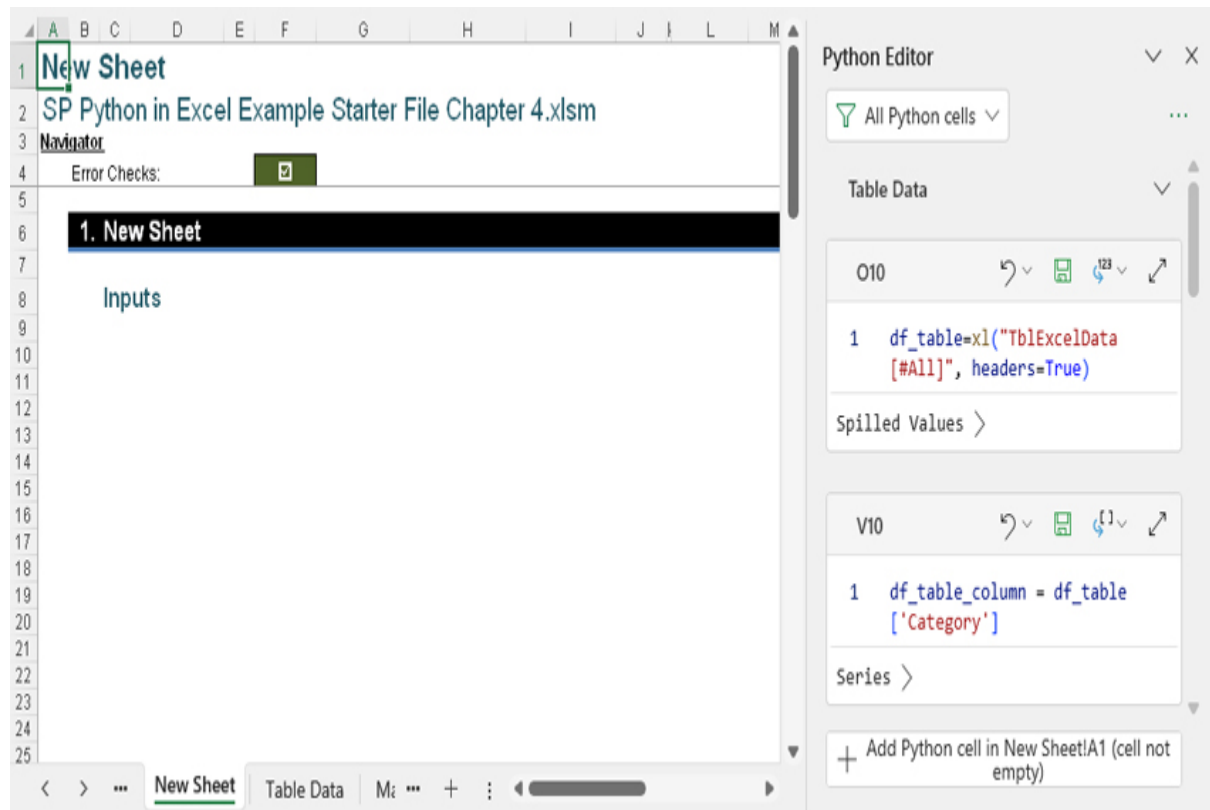 A B C D E F G H I J K L M
1 New Sheet
2 SP Python in Excel Example Starter File Chapter 4.xlsm
3 Navigator
4 Error Checks:
5
6 1. New Sheet
7
8 Inputs
9
10
11
12
13
14
15
16
17
18
19
20
21
22
23
24
25
New Sheet Table Data Ma
Python Editor
All Python cells
Table Data
O10
123
1 df_table=xl("TblExcelData
[#All]", headers=True)
Spilled Values
V10
[]
1 df_table_column = df_table
['Category']
Series
Add Python cell in New Sheet!A1 (cell not
empty)